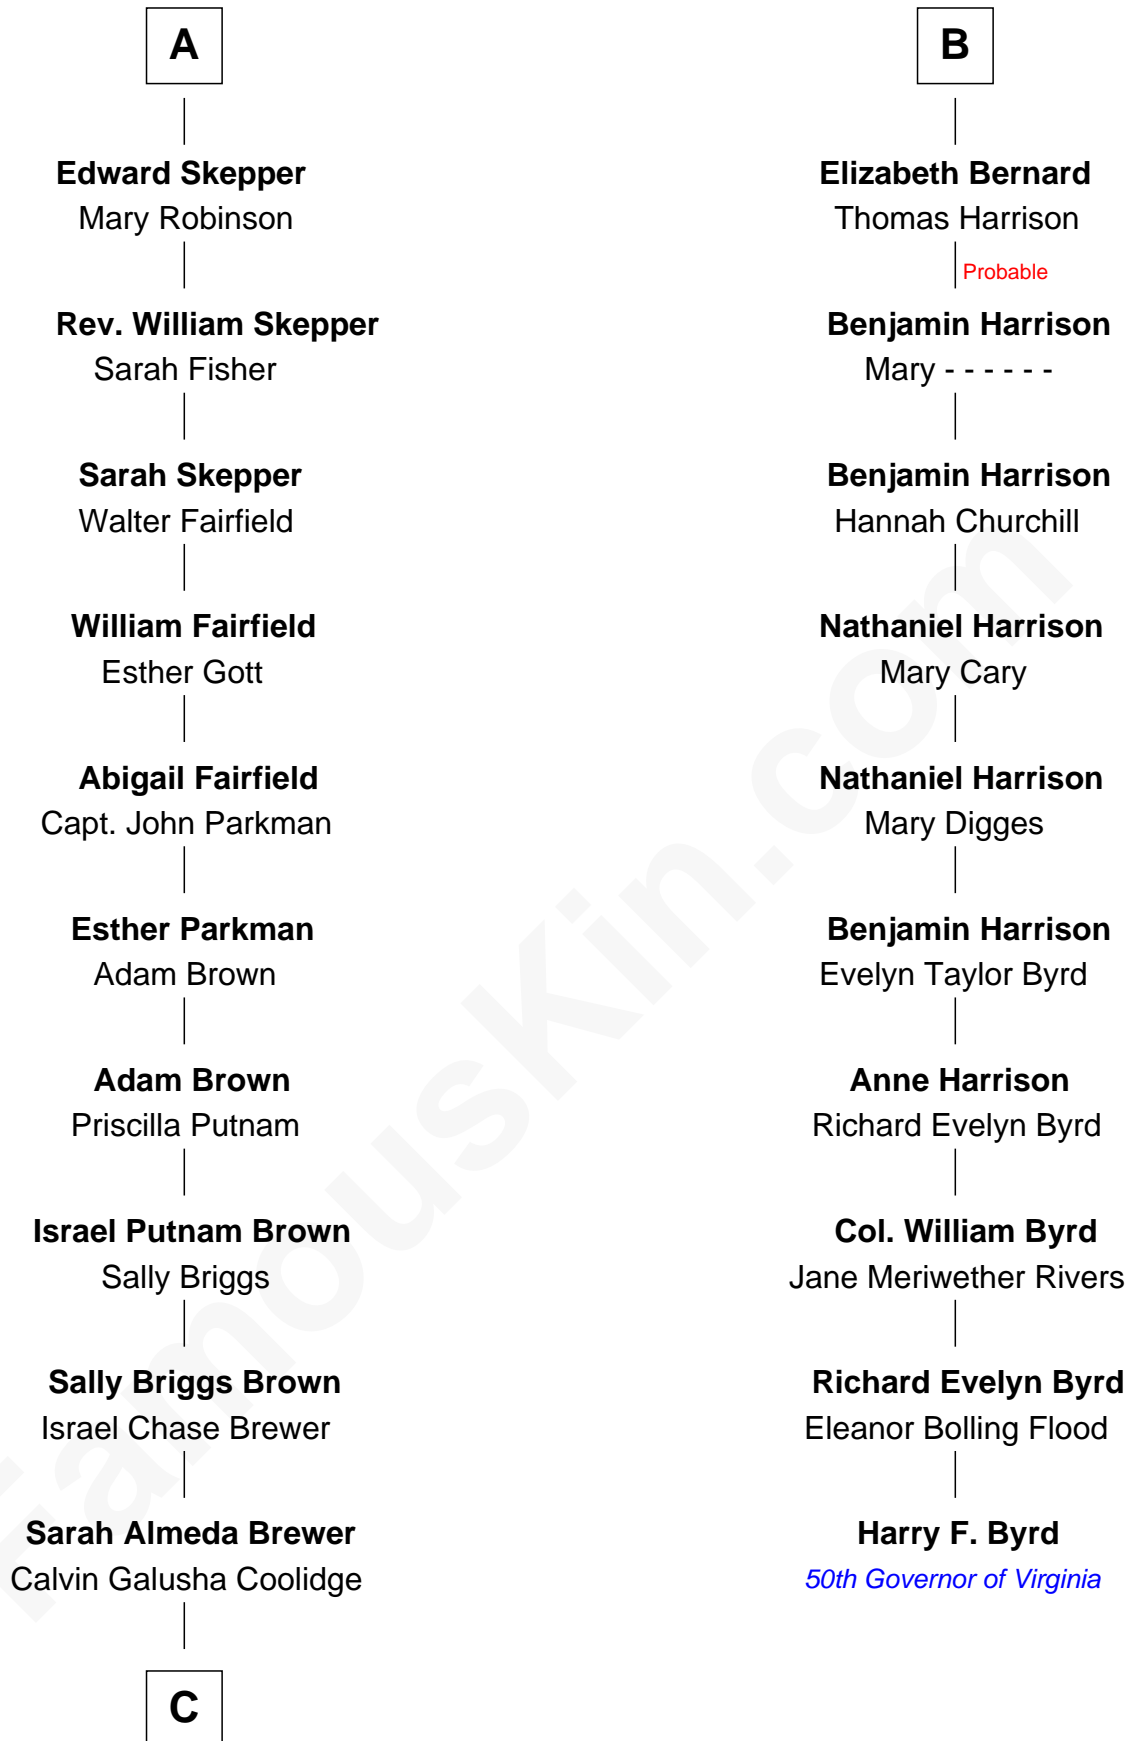 A
Edward Skepper
Mary Robinson
Rev. William Skepper
Sarah Fisher
Sarah Skepper
Walter Fairfield
William Fairfield
Esther Gott
Abigail Fairfield
Capt. John Parkman
Esther Parkman
Adam Brown
Adam Brown
Priscilla Putnam
Israel Putnam Brown
Sally Briggs
Sally Briggs Brown
Israel Chase Brewer
Sarah Almeda Brewer
Calvin Galusha Coolidge
C
B
Elizabeth Bernard
Thomas Harrison
Probable
Benjamin Harrison
Mary - - - - - -
Benjamin Harrison
Hannah Churchill
Nathaniel Harrison
Mary Cary
Nathaniel Harrison
Mary Digges
Benjamin Harrison
Evelyn Taylor Byrd
Anne Harrison
Richard Evelyn Byrd
Col. William Byrd
Jane Meriwether Rivers
Richard Evelyn Byrd
Eleanor Bolling Flood
Harry F. Byrd
50th Governor of Virginia
FamousKin.com